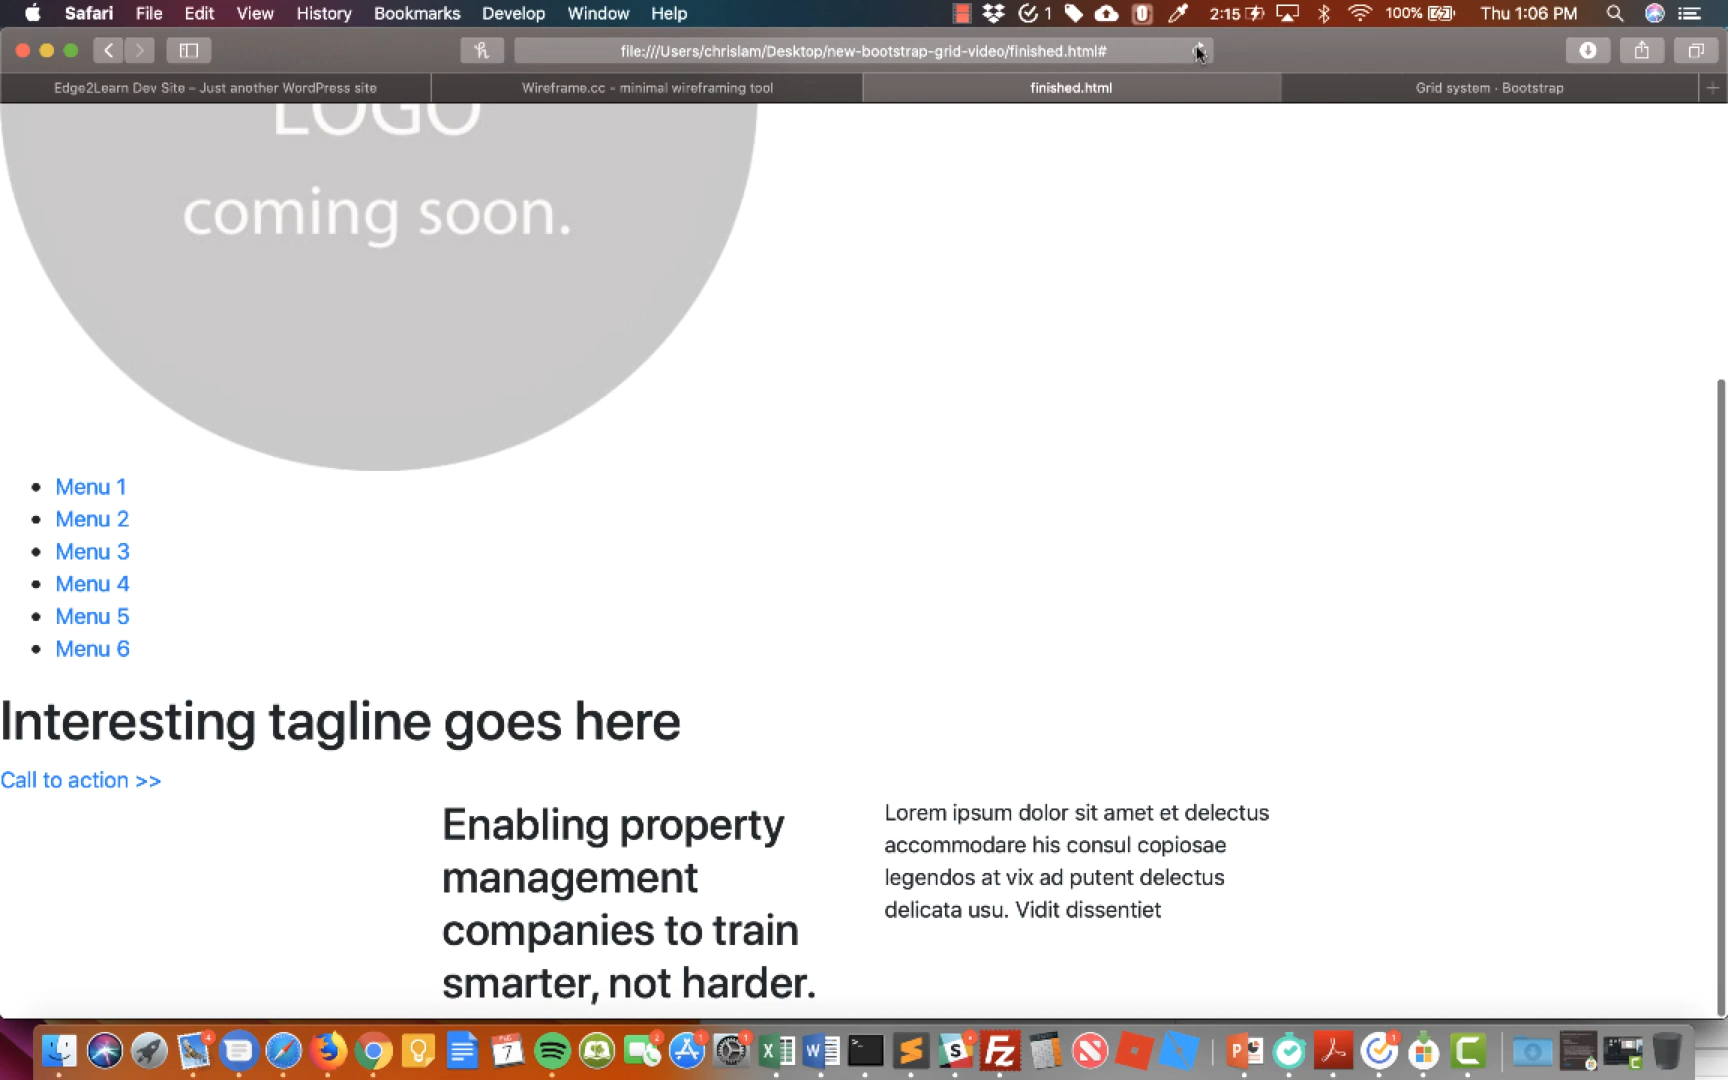 Safari File Edit View History Bookmarks Develop Window Help 1 2:15 100% Thu 1:06 PM
file:///Users/chrislam/Desktop/new-bootstrap-grid-video/finished.html#
Edge2Learn Dev Site – Just another WordPress site Wireframe.cc - minimal wireframing tool finished.html Grid system · Bootstrap
LOGO
coming soon.
Menu 1
Menu 2
Menu 3
Menu 4
Menu 5
Menu 6
Interesting tagline goes here
Call to action >>
Enabling property
management
companies to train
smarter, not harder.
Lorem ipsum dolor sit amet et delectus
accommodare his consul copiosae
legendos at vix ad putent delectus
delicata usu. Vidit dissentiet